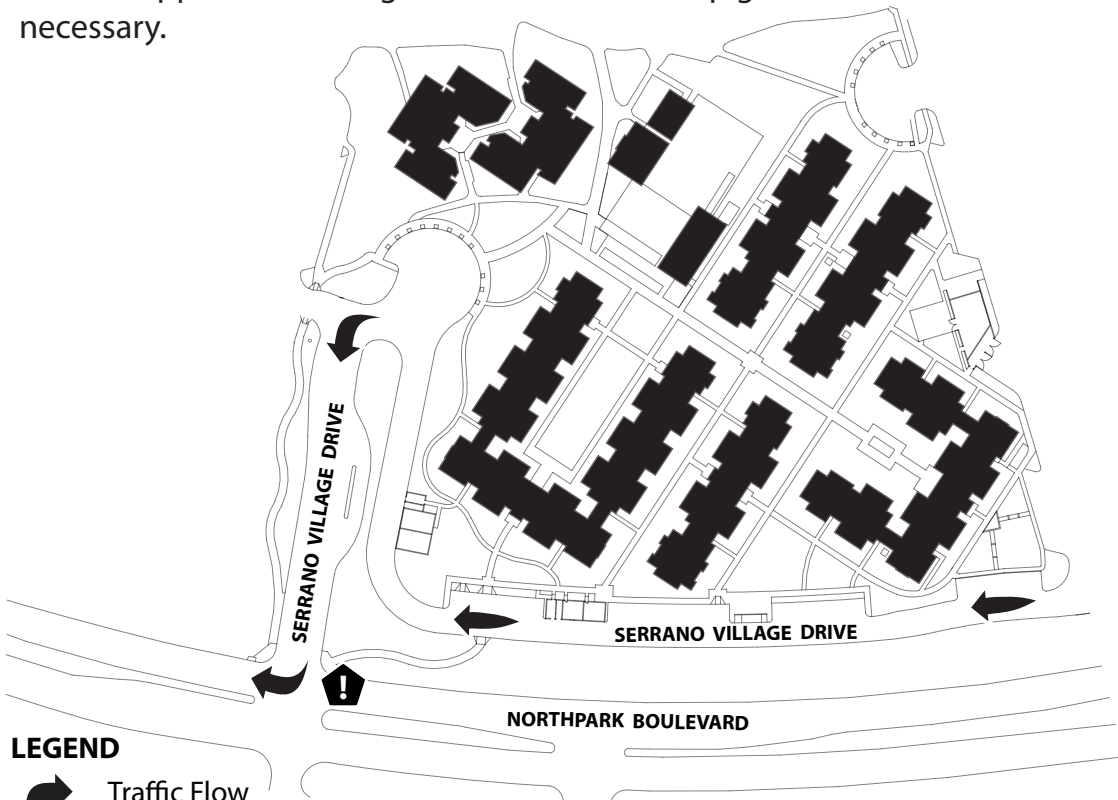 necessary.
SERRANO VILLAGE DRIVE
SERRANO VILLAGE DRIVE
!
NORTHPARK BOULEVARD
LEGEND
Traffic Flow